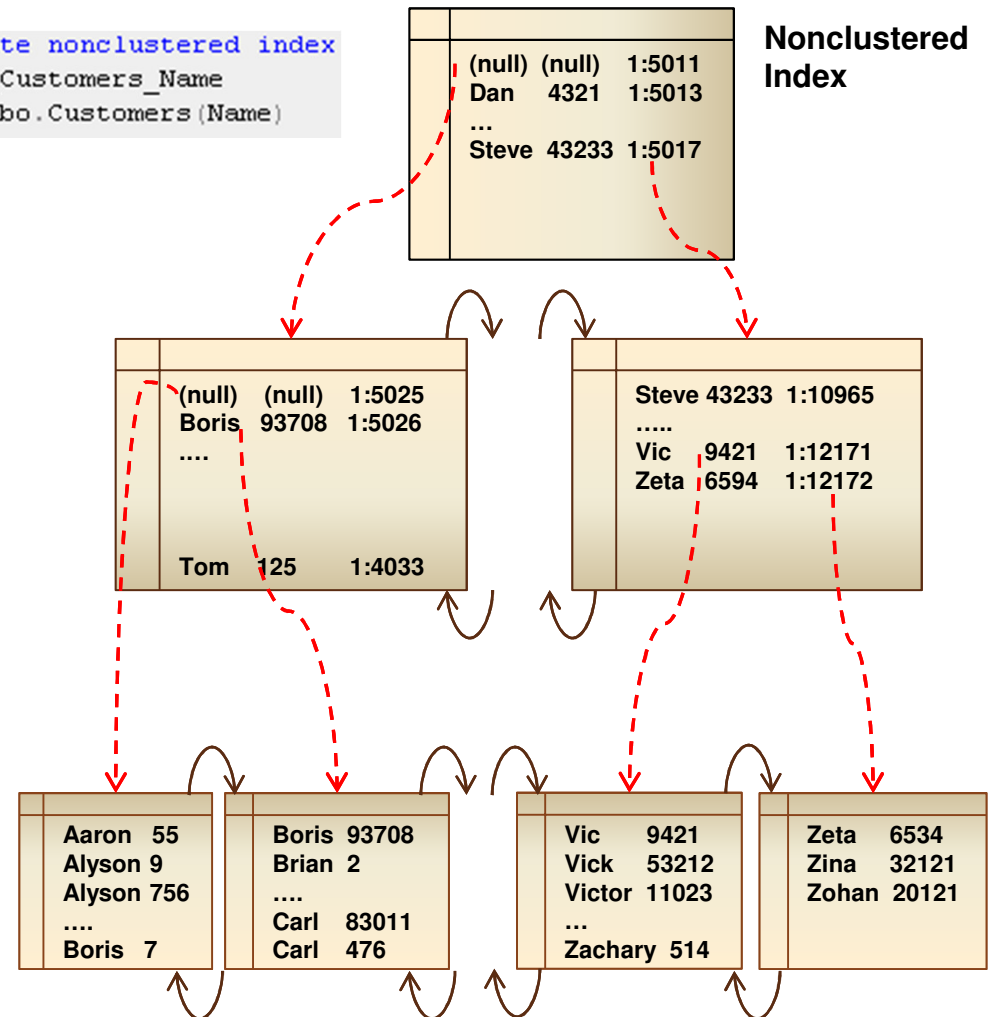 te nonclustered index
Customers_Name
bo.Customers(Name)
Nonclustered
Index
(null) (null) 1:5011
Dan 4321 1:5013
...
Steve 43233 1:5017
(null) (null) 1:5025
Boris 93708 1:5026
....
Tom 125 1:4033
Steve 43233 1:10965
.....
Vic 9421 1:12171
Zeta 6594 1:12172
Aaron 55
Alyson 9
Alyson 756
....
Boris 7
Boris 93708
Brian 2
....
Carl 83011
Carl 476
Vic 9421
Vick 53212
Victor 11023
...
Zachary 514
Zeta 6534
Zina 32121
Zohan 20121